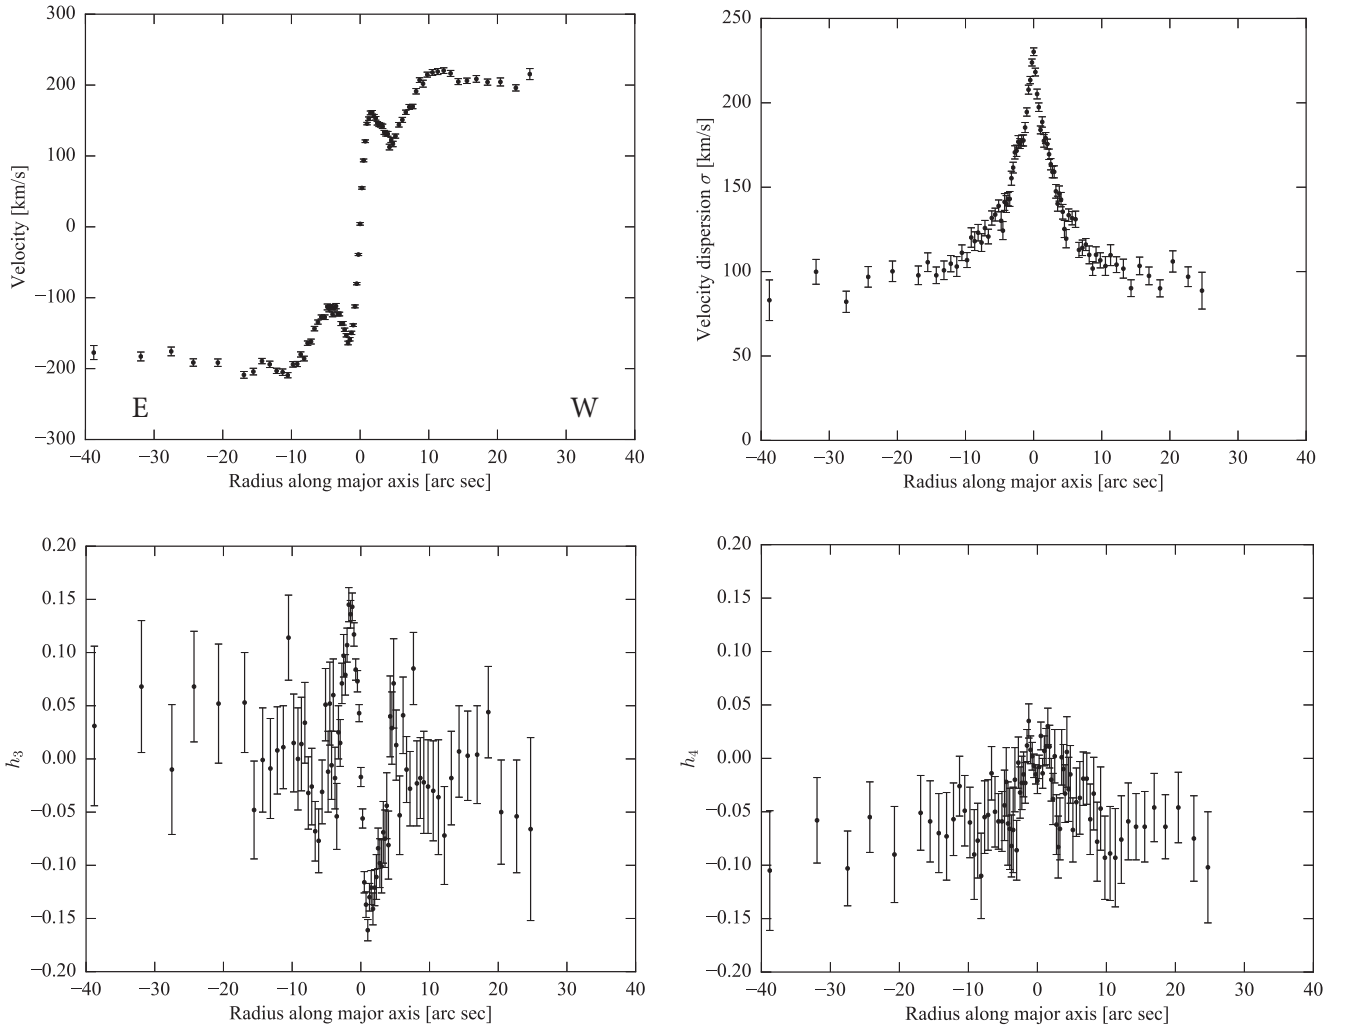 300
200
100
0
−100
−200
−300
Velocity [km/s]
E
W
−40 −30 −20 −10 0 10 20 30 40
Radius along major axis [arc sec]
250
200
150
100
50
0
Velocity dispersion σ [km/s]
−40 −30 −20 −10 0 10 20 30 40
Radius along major axis [arc sec]
0.20
0.15
0.10
0.05
0.00
−0.05
−0.10
−0.15
−0.20
h₃
−40 −30 −20 −10 0 10 20 30 40
Radius along major axis [arc sec]
0.20
0.15
0.10
0.05
0.00
−0.05
−0.10
−0.15
−0.20
h₄
−40 −30 −20 −10 0 10 20 30 40
Radius along major axis [arc sec]